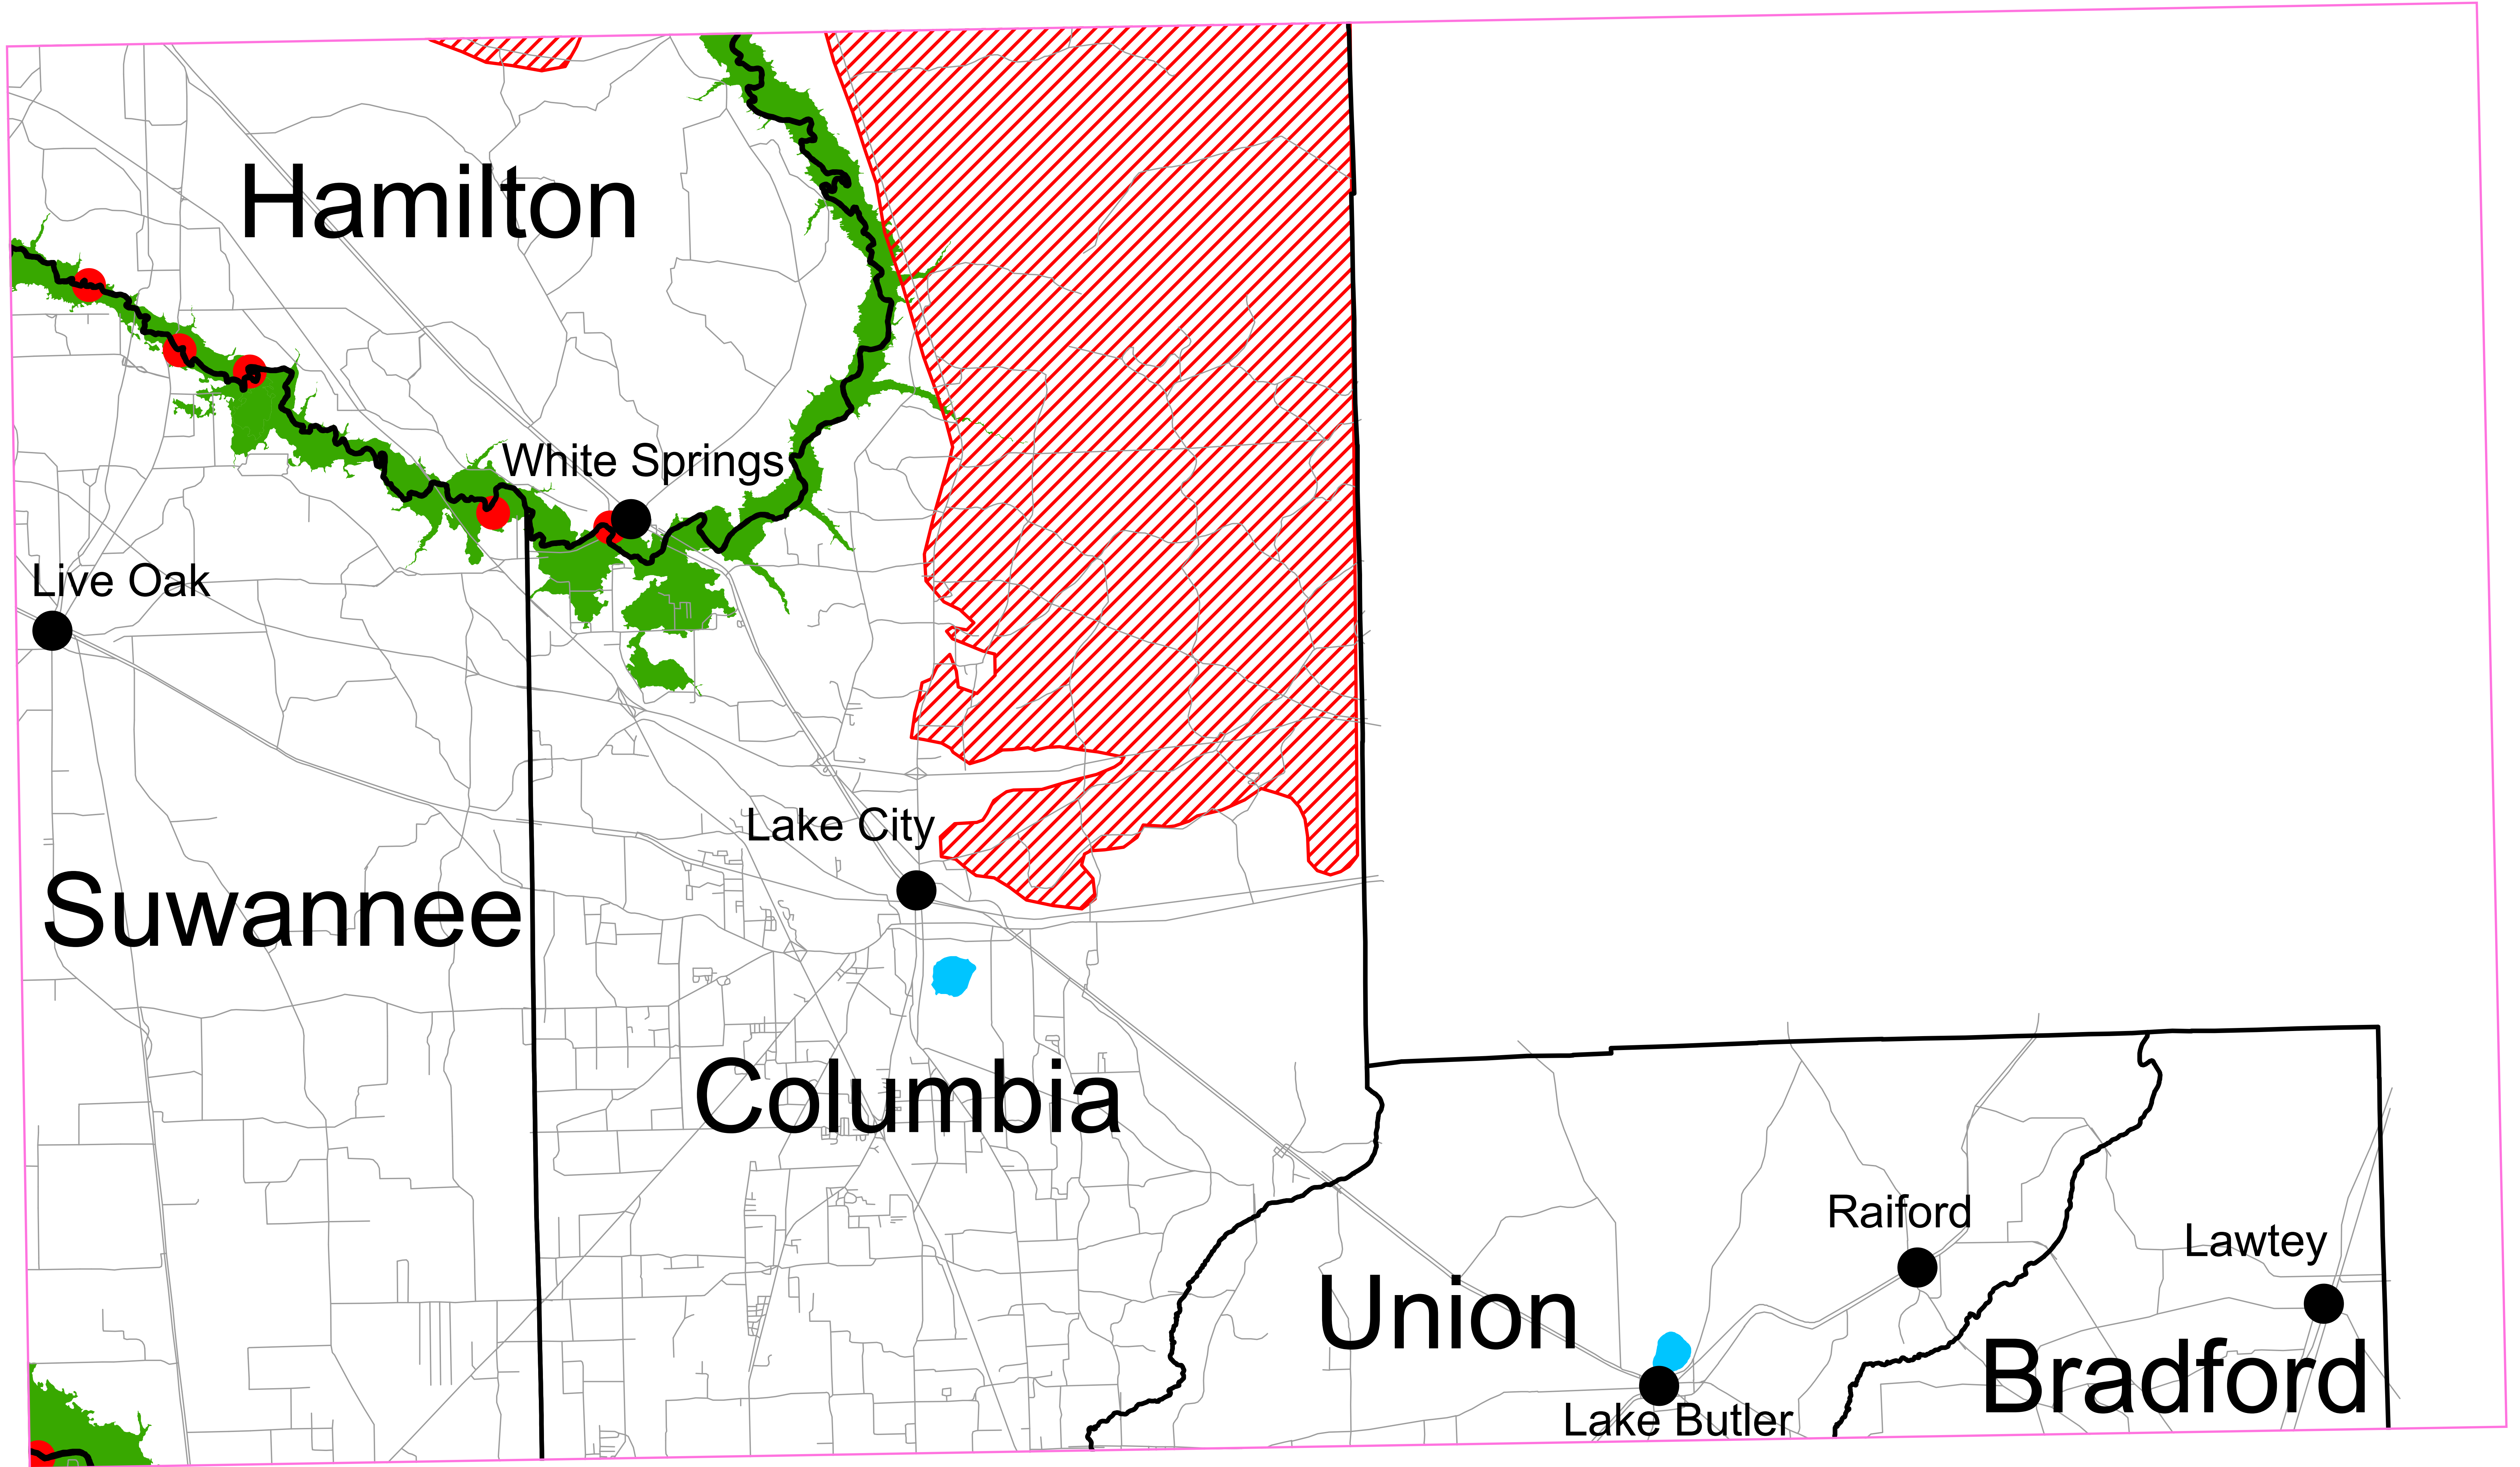 Hamilton
White Springs
Live Oak
Lake City
Suwannee
Columbia
Raiford
Lawtey
Union
Bradford
Lake Butler